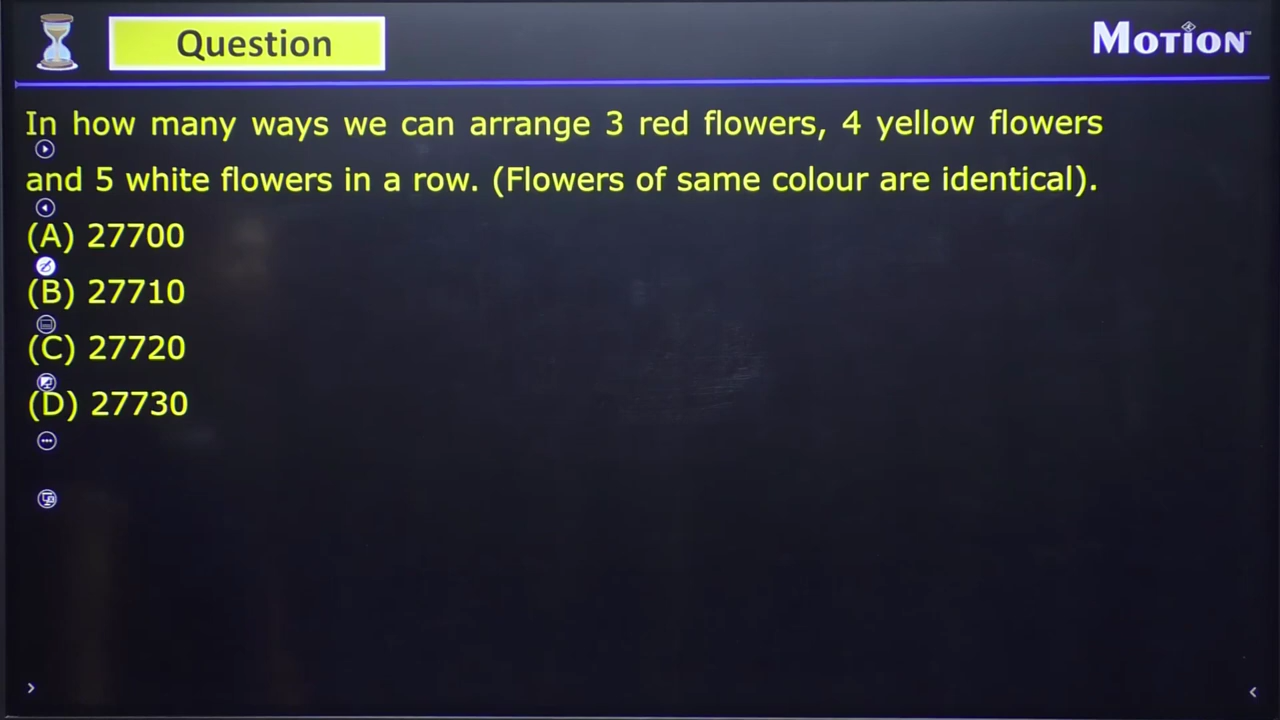 Question
MOTION™
In how many ways we can arrange 3 red flowers, 4 yellow flowers
and 5 white flowers in a row. (Flowers of same colour are identical).
(A) 27700
(B) 27710
(C) 27720
(D) 27730